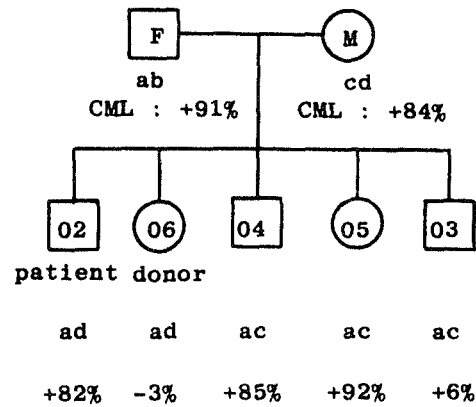 F M
ab cd
CML : +91% CML : +84%
02 06 04 05 03
patient donor
ad ad ac ac ac
+82% -3% +85% +92% +6%